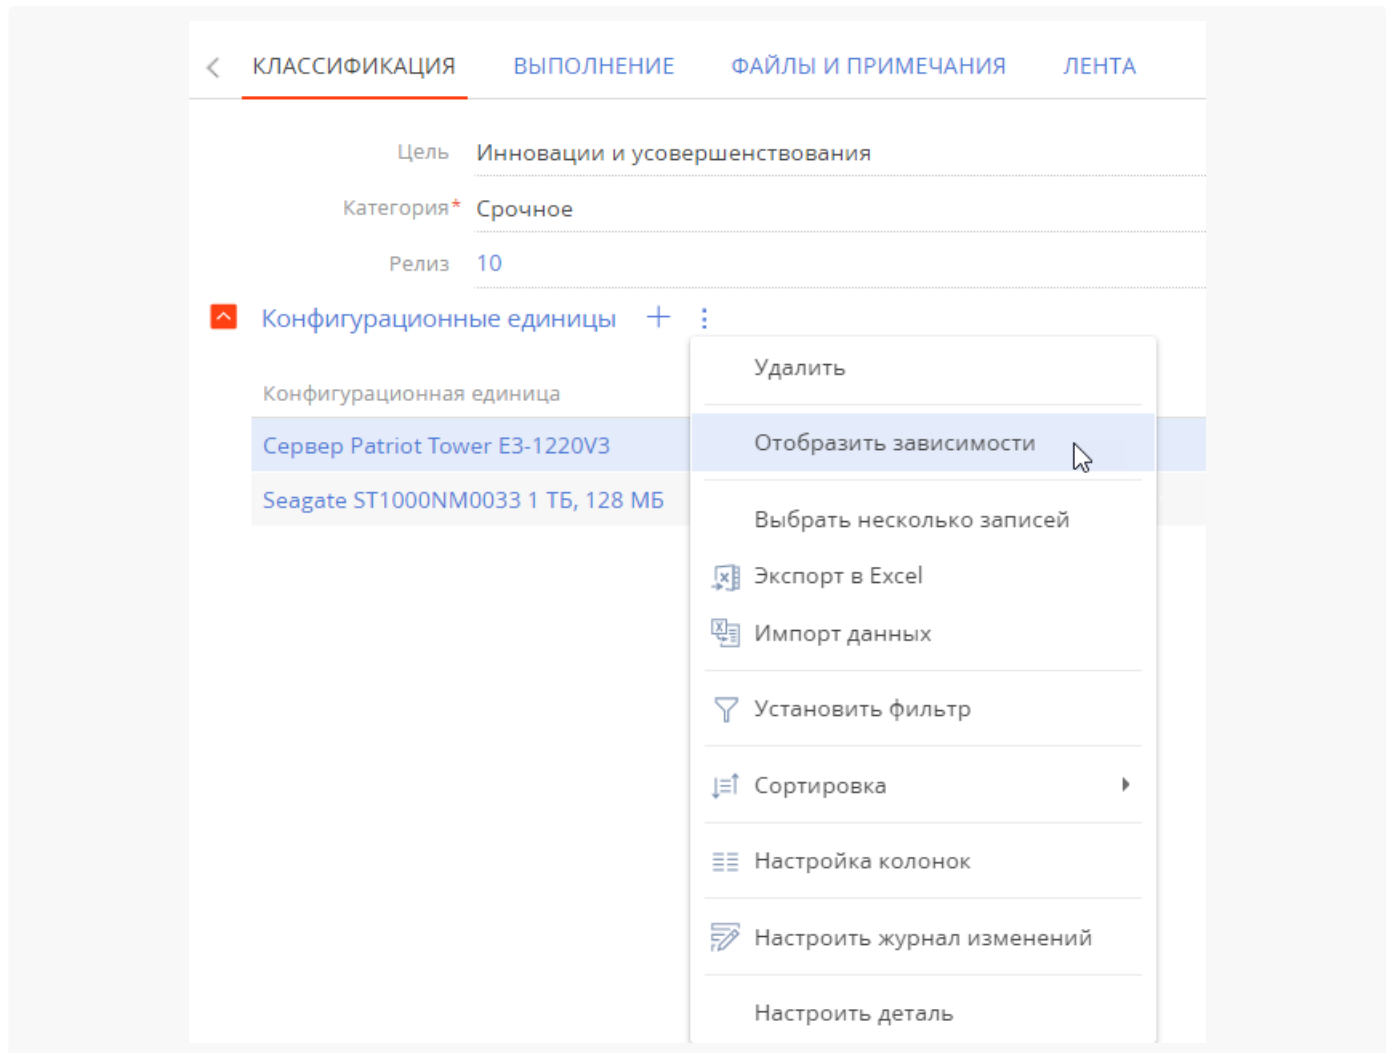 КЛАССИФИКАЦИЯ ВЫПОЛНЕНИЕ ФАЙЛЫ И ПРИМЕЧАНИЯ ЛЕНТА
Цель Инновации и усовершенствования
Категория* Срочное
Релиз 10
Конфигурационные единицы
Конфигурационная единица
Сервер Patriot Tower E3-1220V3
Seagate ST1000NM0033 1 ТБ, 128 МБ
Удалить
Отобразить зависимости
Выбрать несколько записей
Экспорт в Excel
Импорт данных
Установить фильтр
Сортировка
Настройка колонок
Настроить журнал изменений
Настроить деталь